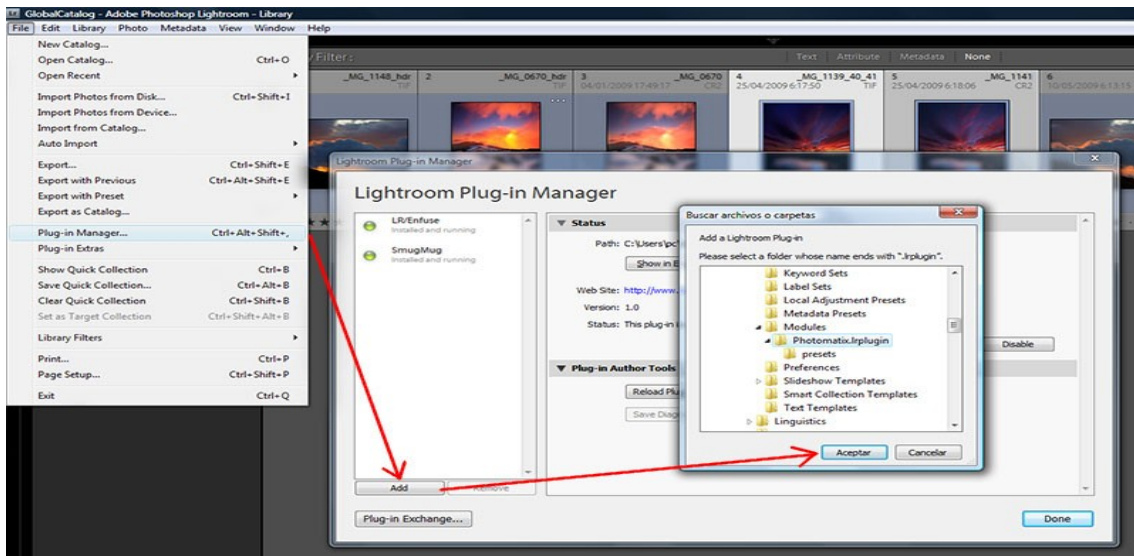 GlobalCatalog - Adobe Photoshop Lightroom - Library
File Edit Library Photo Metadata View Window Help
New Catalog...
Open Catalog... Ctrl+O
Open Recent
Import Photos from Disk... Ctrl+Shift+I
Import Photos from Device...
Import from Catalog...
Auto Import
Export... Ctrl+Shift+E
Export with Previous Ctrl+Alt+Shift+E
Export with Preset
Export as Catalog...
Plug-in Manager... Ctrl+Alt+Shift+,
Plug-in Extras
Show Quick Collection Ctrl+B
Save Quick Collection... Ctrl+Alt+B
Clear Quick Collection Ctrl+Shift+B
Set as Target Collection Ctrl+Shift+Alt+B
Library Filters
Print... Ctrl+P
Page Setup... Ctrl+Shift+P
Exit Ctrl+Q
Filter: Text Attribute Metadata None
_MG_1148_hdr 2 _MG_0670_hdr 3 _MG_0670 4 _MG_1139_40_41 5 _MG_1141 6
TIF TIF 04/01/2009 17:49:17 CR2 25/04/2009 6:17:50 TIF 25/04/2009 6:18:06 CR2 10/05/2009 6:13:15
Lightroom Plug-in Manager
Lightroom Plug-in Manager
LR/Enfuse
Installed and running
SmugMug
Installed and running
Add Remove
Plug-in Exchange...
Status
Path: C:\Users\pc\
Show in
Web Site: http://www.
Version: 1.0
Status: This plug-in
Disable
Plug-in Author Tools
Reload
Save
Done
Buscar archivos o carpetas
Add a Lightroom Plug-in
Please select a folder whose name ends with ".lrplugin".
Keyword Sets
Label Sets
Local Adjustment Presets
Metadata Presets
Modules
Photomatix.lrplugin
presets
Preferences
Slideshow Templates
Smart Collection Templates
Text Templates
Linguistics
Aceptar Cancelar